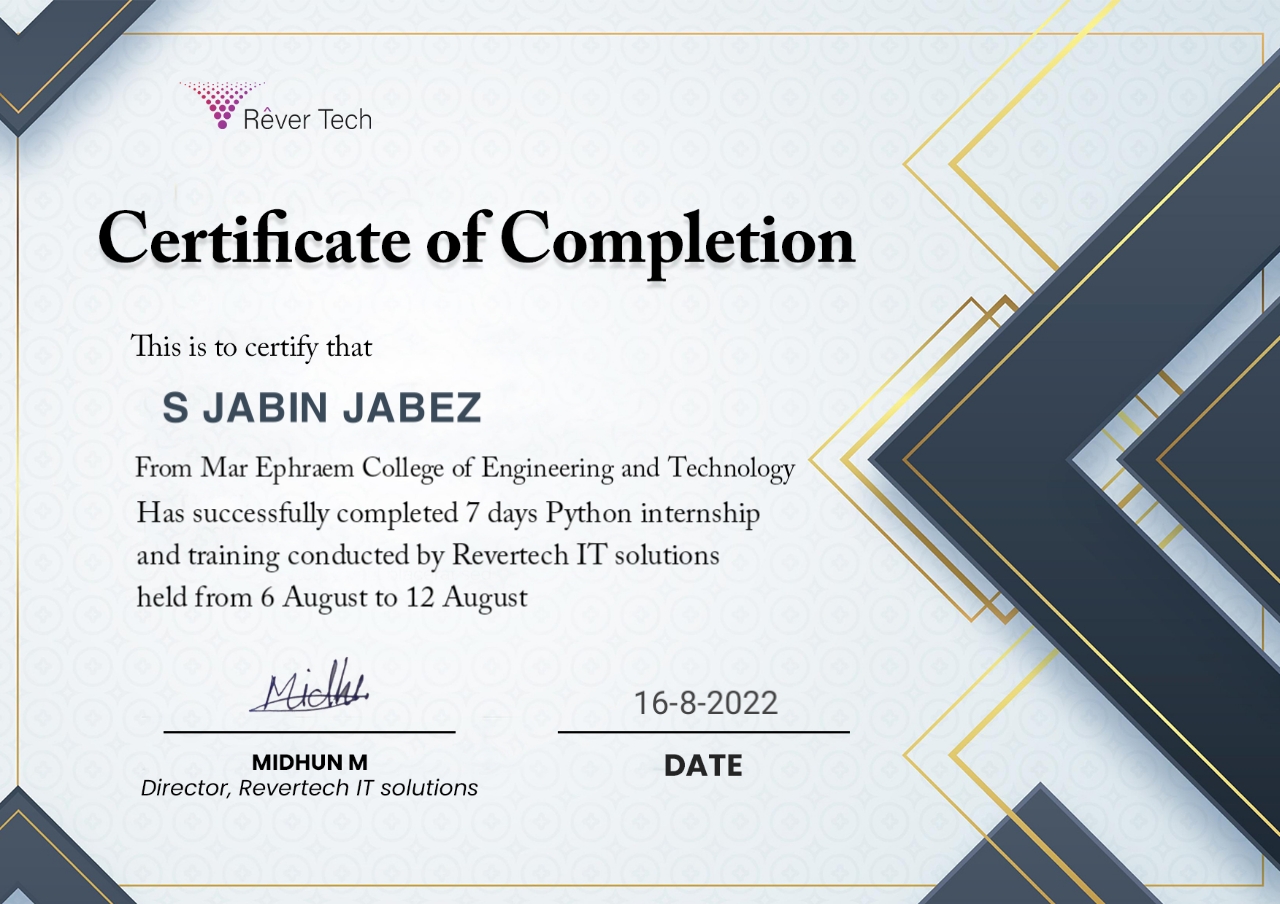 Rêver Tech
Certificate of Completion
This is to certify that
S JABIN JABEZ
From Mar Ephraem College of Engineering and Technology
Has successfully completed 7 days Python internship
and training conducted by Revertech IT solutions
held from 6 August to 12 August
Midhu
16-8-2022
MIDHUN M
DATE
Director, Revertech IT solutions